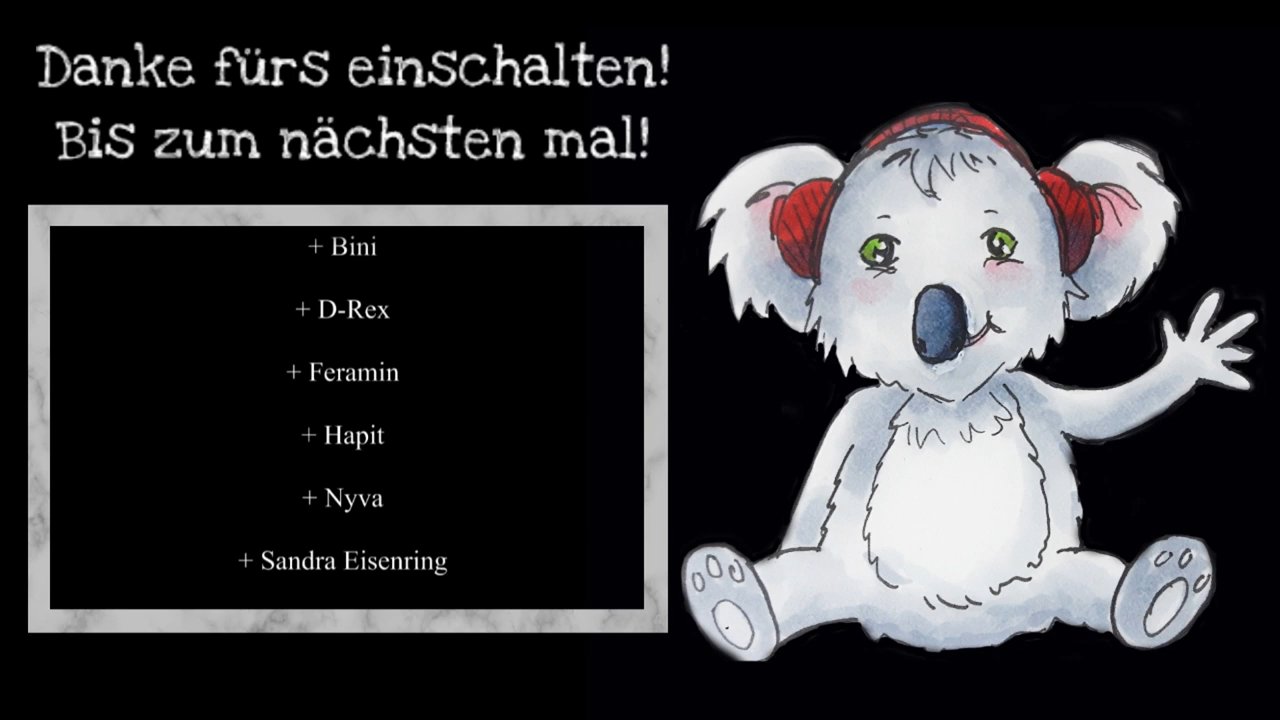 Danke fürs einschalten!
Bis zum nächsten mal!
+ Bini
+ D-Rex
+ Feramin
+ Hapit
+ Nyva
+ Sandra Eisenring